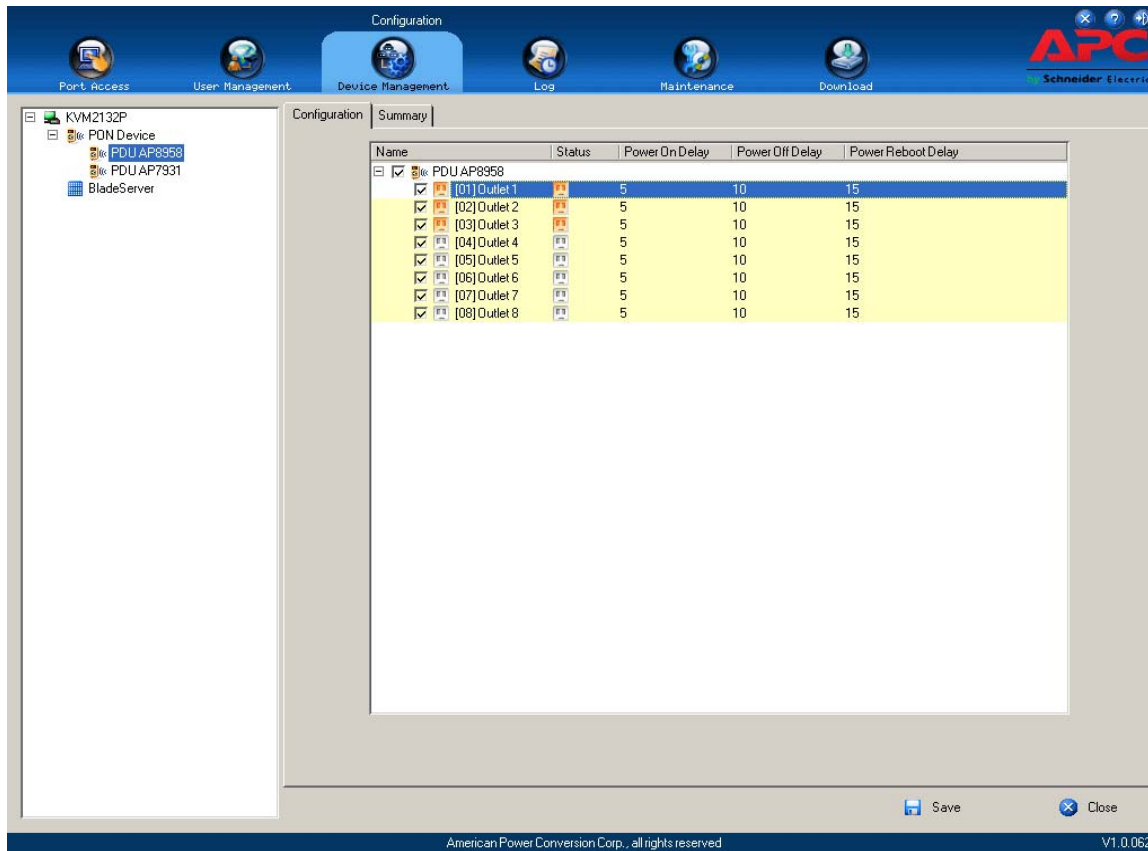 Configuration
Port Access
User Management
Device Management
Log
Maintenance
Download
APC
by Schneider Electric
KVM2132P
PON Device
PDU AP8958
PDU AP7931
BladeServer
Configuration
Summary
Name Status Power On Delay Power Off Delay Power Reboot Delay
PDU AP8958
[01] Outlet 1 5 10 15
[02] Outlet 2 5 10 15
[03] Outlet 3 5 10 15
[04] Outlet 4 5 10 15
[05] Outlet 5 5 10 15
[06] Outlet 6 5 10 15
[07] Outlet 7 5 10 15
[08] Outlet 8 5 10 15
Save
Close
American Power Conversion Corp., all rights reserved